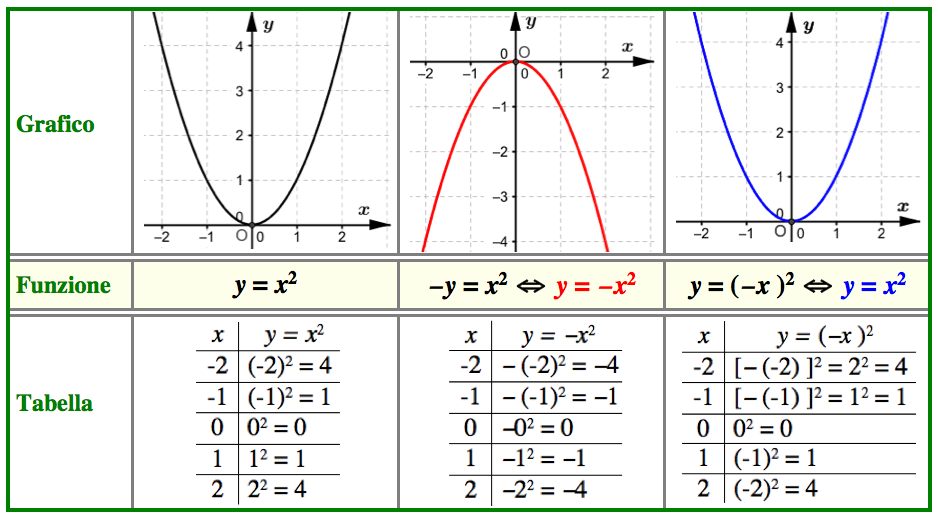 Grafico
y
4
3
2
1
0
x
-2 -1 O 0 1 2
y
0 O x
-2 -1 0 1 2
-1
-2
-3
-4
y
4
3
2
1
0
x
-2 -1 O 0 1 2
Funzione
y = x²
−y = x² ⇔ y = −x²
y = (−x )² ⇔ y = x²
Tabella
x y = x²
-2 (-2)² = 4
-1 (-1)² = 1
0 0² = 0
1 1² = 1
2 2² = 4
x y = −x²
-2 − (-2)² = −4
-1 − (-1)² = −1
0 −0² = 0
1 −1² = −1
2 −2² = −4
x y = (−x )²
-2 [− (-2) ]² = 2² = 4
-1 [− (-1) ]² = 1² = 1
0 0² = 0
1 (-1)² = 1
2 (-2)² = 4